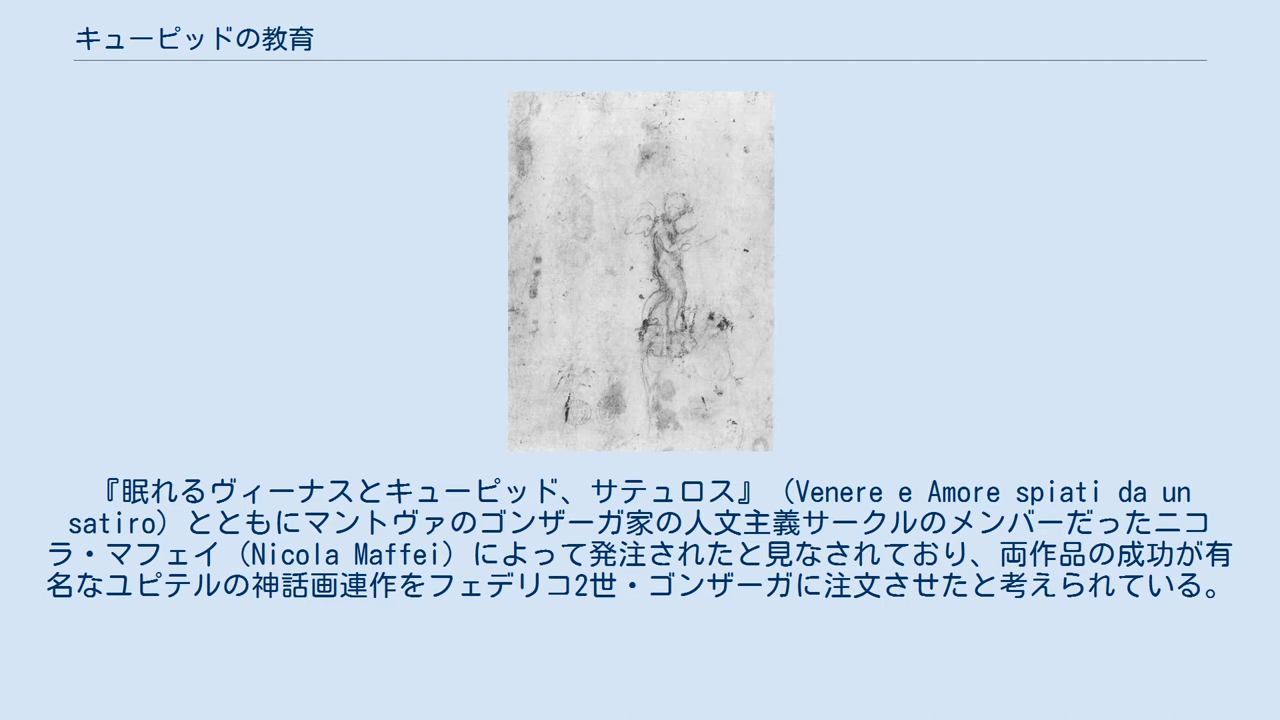 キューピッドの教育
『眠れるヴィーナスとキューピッド、サテュロス』（Venere e Amore spiati da un
satiro）とともにマントヴァのゴンザーガ家の人文主義サークルのメンバーだったニコ
ラ・マフェイ（Nicola Maffei）によって発注されたと見なされており、両作品の成功が有
名なユピテルの神話画連作をフェデリコ2世・ゴンザーガに注文させたと考えられている。